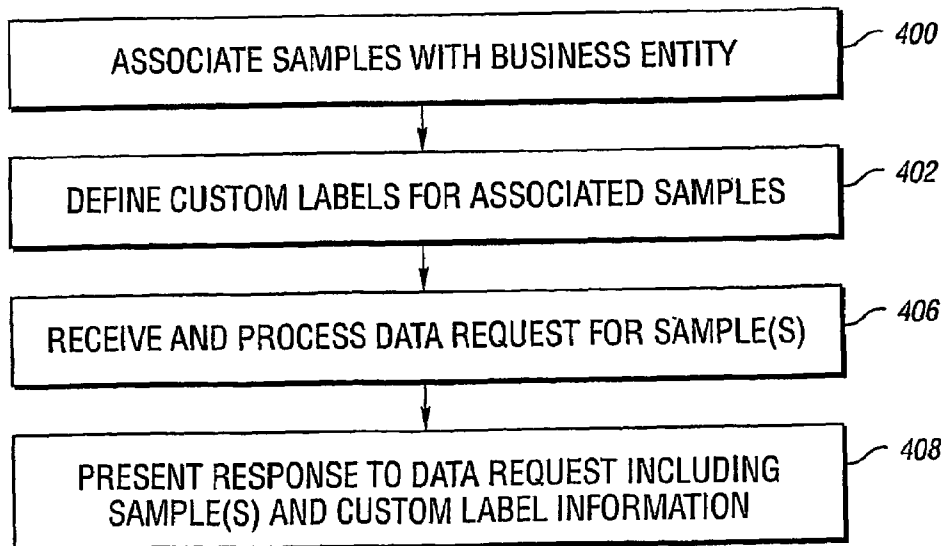 ASSOCIATE SAMPLES WITH BUSINESS ENTITY
400
DEFINE CUSTOM LABELS FOR ASSOCIATED SAMPLES
402
RECEIVE AND PROCESS DATA REQUEST FOR SAMPLE(S)
406
PRESENT RESPONSE TO DATA REQUEST INCLUDING
SAMPLE(S) AND CUSTOM LABEL INFORMATION
408